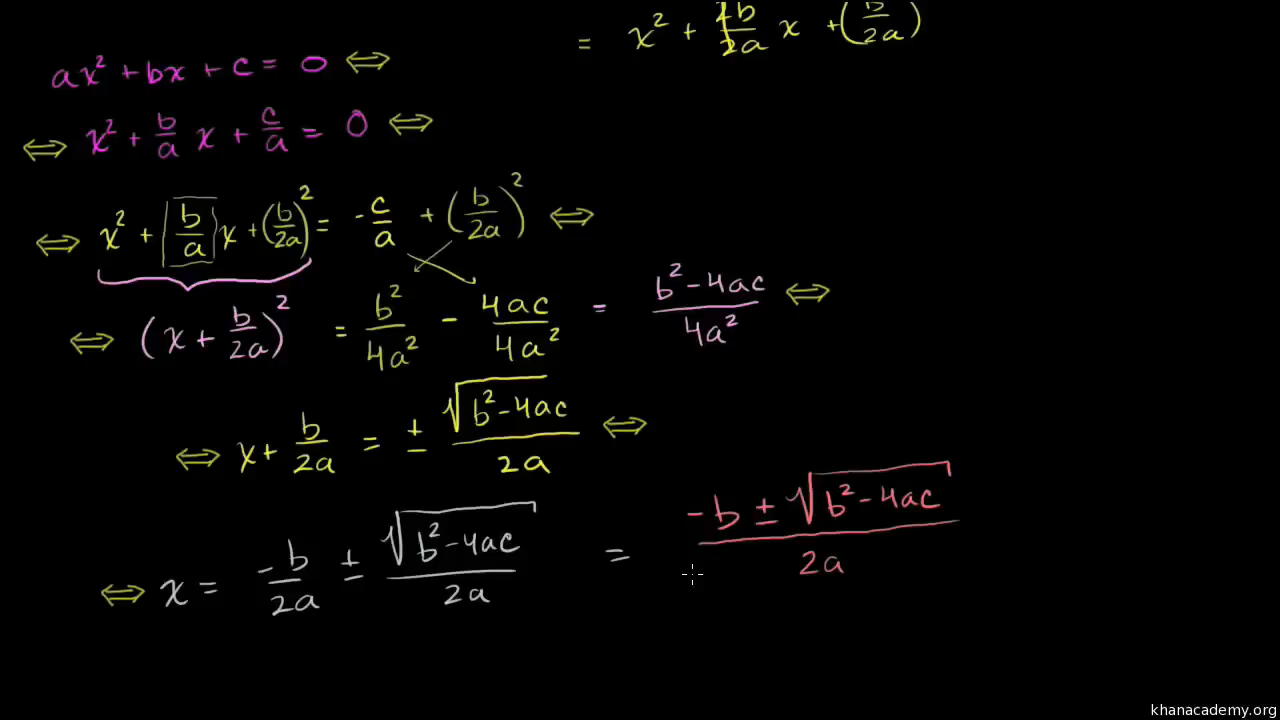 = x² + 2b/2a x + (b/2a)
ax² + bx + c = 0 ⇔
⇔ x² + b/a x + c/a = 0 ⇔
⇔ x² + b/a x + (b/2a)² = -c/a + (b/2a)² ⇔
⇔ (x + b/2a)² = b²/4a² - 4ac/4a² = b²-4ac/4a² ⇔
⇔ x + b/2a = ± √(b²-4ac)/2a ⇔
⇔ x = -b/2a ± √(b²-4ac)/2a = -b ± √(b²-4ac)/2a
khanacademy.org